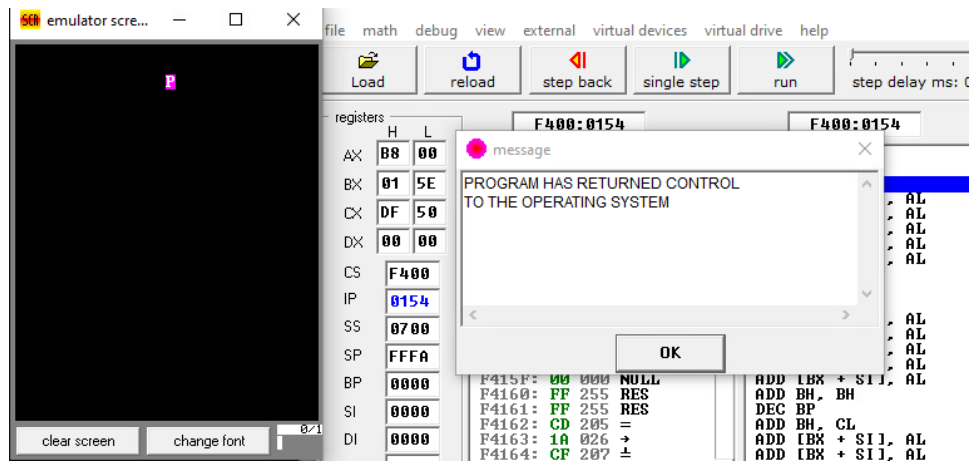 SCR emulator scre...
P
clear screen change font 0/1
file math debug view external virtual devices virtual drive help
Load reload step back single step run step delay ms: 0
registers
H L
F400:0154 F400:0154
AX B8 00
BX 01 5E
CX DF 50
DX 00 00
CS F400
IP 0154
SS 0700
SP FFFA
BP 0000
SI 0000
DI 0000
message
PROGRAM HAS RETURNED CONTROL
TO THE OPERATING SYSTEM
OK
, AL
, AL
, AL
, AL
, AL
, AL
, AL
, AL
F415F: 00 000 NULL ADD [BX + SI], AL
F4160: FF 255 RES ADD BH, BH
F4161: FF 255 RES DEC BP
F4162: CD 205 = ADD BH, CL
F4163: 1A 026 → ADD [BX + SI], AL
F4164: CF 207 ╧ ADD [BX + SI], AL